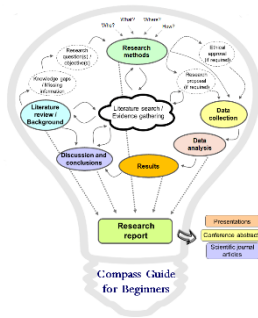 What?
Where?
Why?
How?
Research
methods
Research
question(s) /
objective(s)
Ethical
approval
(if required)
Knowledge gaps
/ Missing
information
Research
proposal
(if required)
Literature
review /
Background
Literature search /
Evidence gathering
Data
collection
Data
analysis
Discussion and
conclusions
Results
Research
report
Presentations
Conference abstracts
Scientific journal
articles
Compass Guide
for Beginners